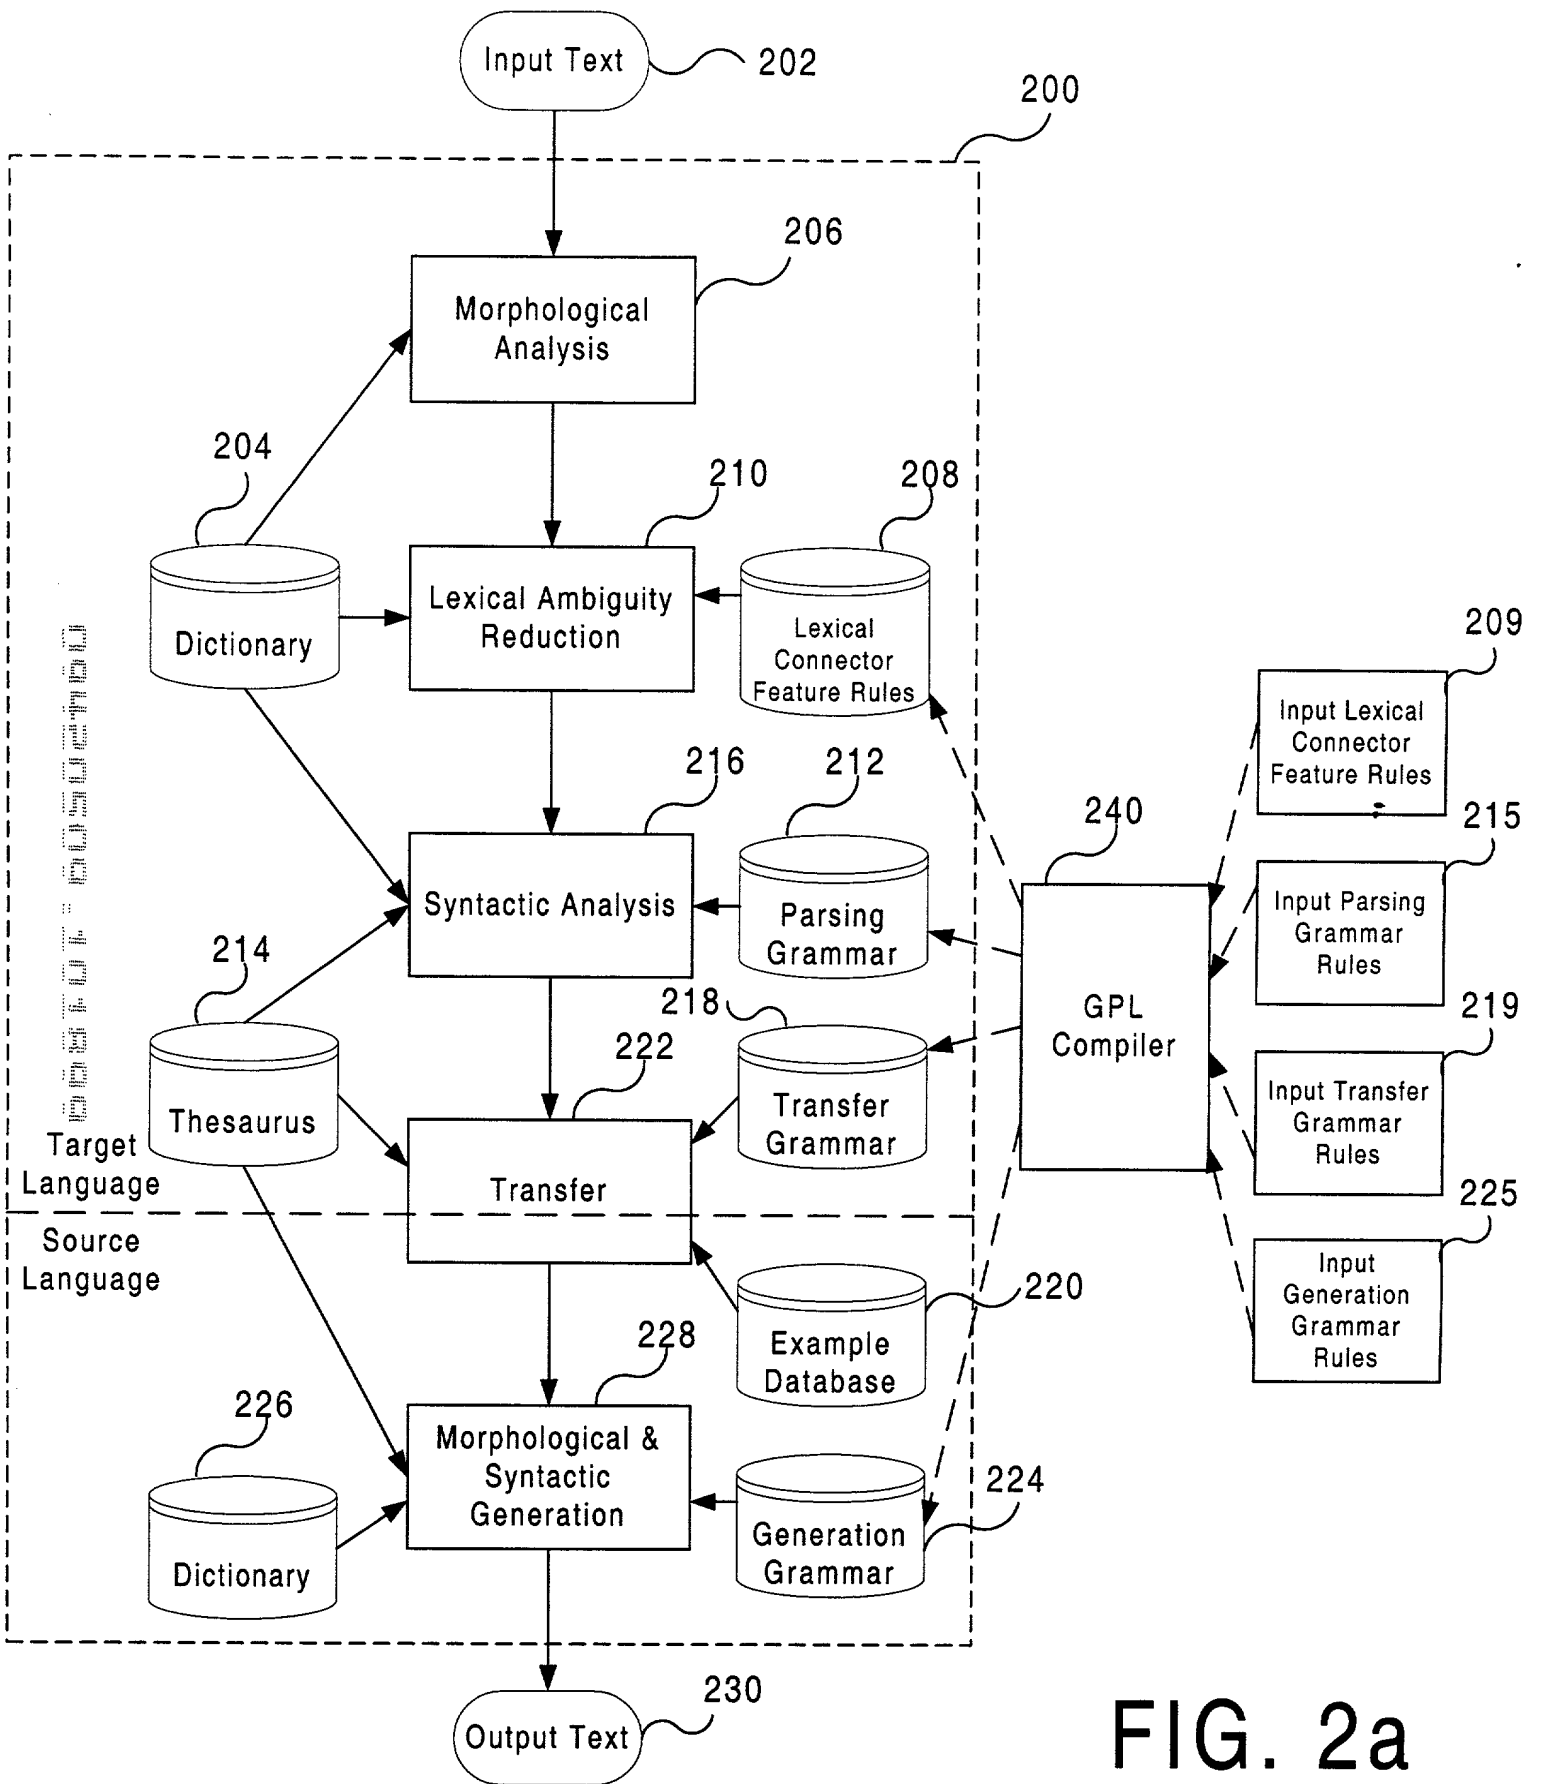 Input Text
202
200
206
Morphological
Analysis
204
210
208
Dictionary
Lexical Ambiguity
Reduction
Lexical
Connector
Feature Rules
209
Input Lexical
Connector
Feature Rules
216
212
240
215
Syntactic Analysis
Parsing
Grammar
Input Parsing
Grammar
Rules
214
218
222
GPL
Compiler
219
Thesaurus
Transfer
Grammar
Input Transfer
Grammar
Rules
Target
Language
Transfer
225
Source
Language
220
Example
Database
Input
Generation
Grammar
Rules
228
226
Morphological &
Syntactic
Generation
224
Dictionary
Generation
Grammar
230
Output Text
FIG. 2a